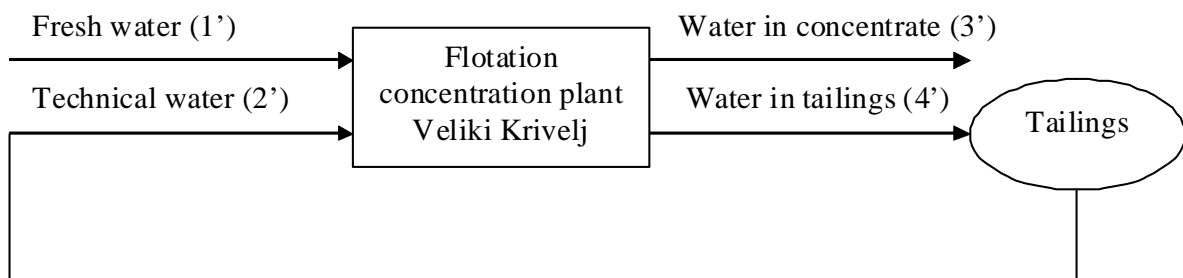 Fresh water (1’)
Technical water (2’)
Flotation
concentration plant
Veliki Krivelj
Water in concentrate (3’)
Water in tailings (4’)
Tailings